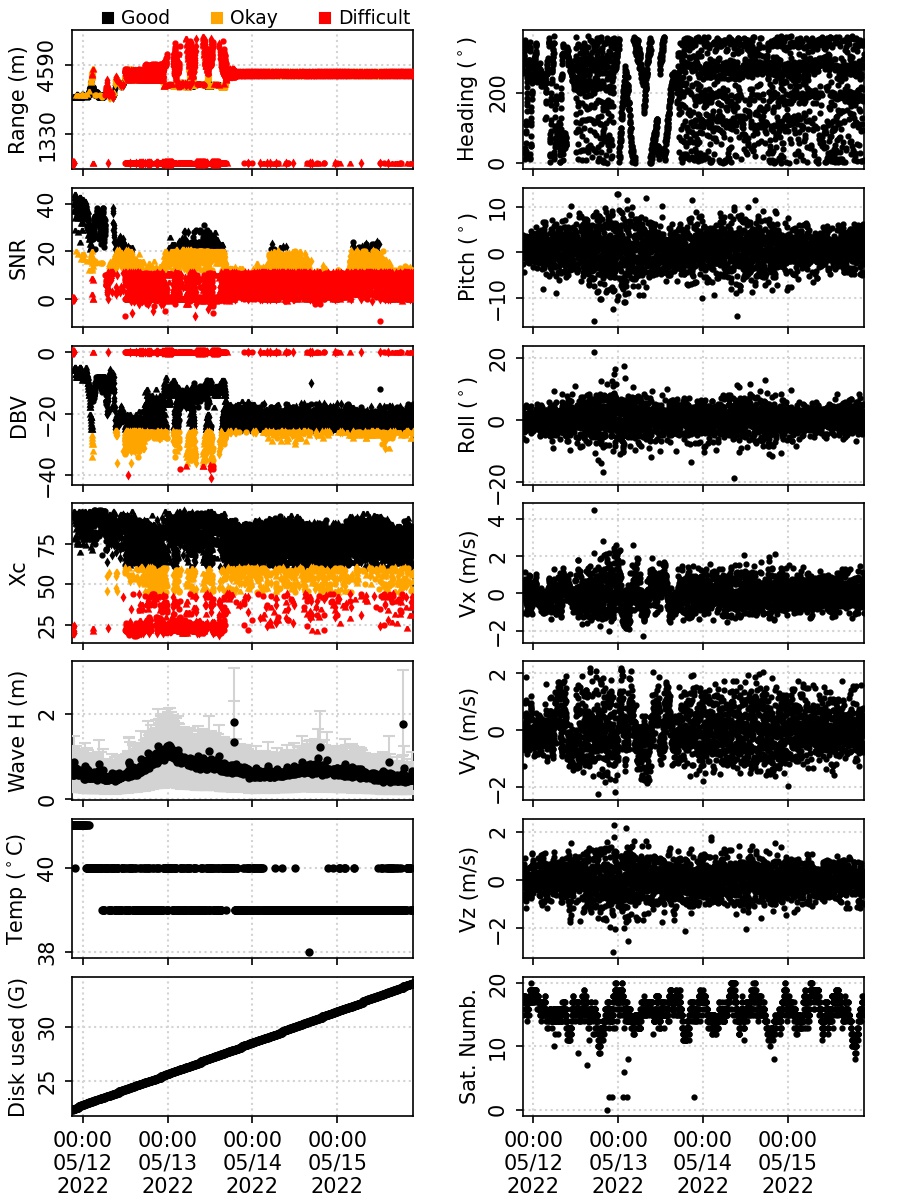 Good Okay Difficult
Range (m)
4590
1330
Heading (°)
200
0
SNR
40
20
0
Pitch (°)
10
0
−10
DBV
0
−20
−40
Roll (°)
20
0
−20
Xc
75
50
25
Vx (m/s)
4
2
0
−2
Wave H (m)
2
0
Vy (m/s)
2
0
−2
Temp (°C)
40
38
Vz (m/s)
2
0
−2
Disk used (G)
30
25
Sat. Numb.
20
10
0
00:00 00:00 00:00 00:00
05/12 05/13 05/14 05/15
2022 2022 2022 2022
00:00 00:00 00:00 00:00
05/12 05/13 05/14 05/15
2022 2022 2022 2022